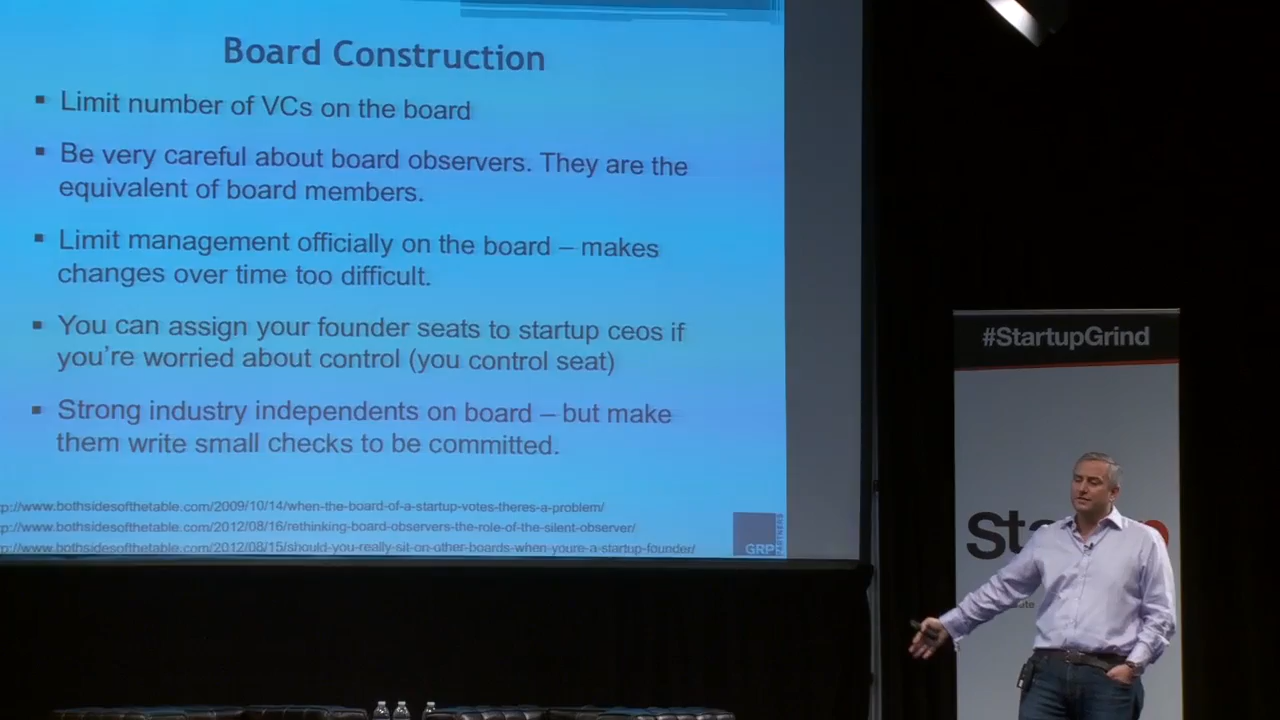 Board Construction
▪ Limit number of VCs on the board
▪ Be very careful about board observers. They are the
equivalent of board members.
▪ Limit management officially on the board – makes
changes over time too difficult.
▪ You can assign your founder seats to startup ceos if
you're worried about control (you control seat)
▪ Strong industry independents on board – but make
them write small checks to be committed.
p://www.bothsidesofthetable.com/2009/10/14/when-the-board-of-a-startup-votes-theres-a-problem/
p://www.bothsidesofthetable.com/2012/08/16/rethinking-board-observers-the-role-of-the-silent-observer/
p://www.bothsidesofthetable.com/2012/08/15/should-you-really-sit-on-other-boards-when-youre-a-startup-founder/
GRP
PARTNERS
#StartupGrind